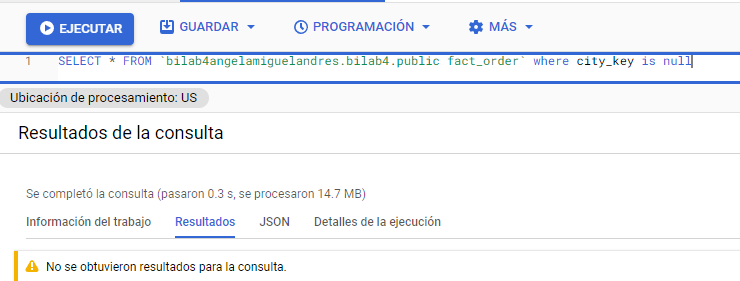 EJECUTAR GUARDAR PROGRAMACIÓN MÁS
1 SELECT * FROM `bilab4angelamiguelandres.bilab4.public fact_order` where city_key is null
Ubicación de procesamiento: US
Resultados de la consulta
Se completó la consulta (pasaron 0.3 s, se procesaron 14.7 MB)
Información del trabajo Resultados JSON Detalles de la ejecución
No se obtuvieron resultados para la consulta.